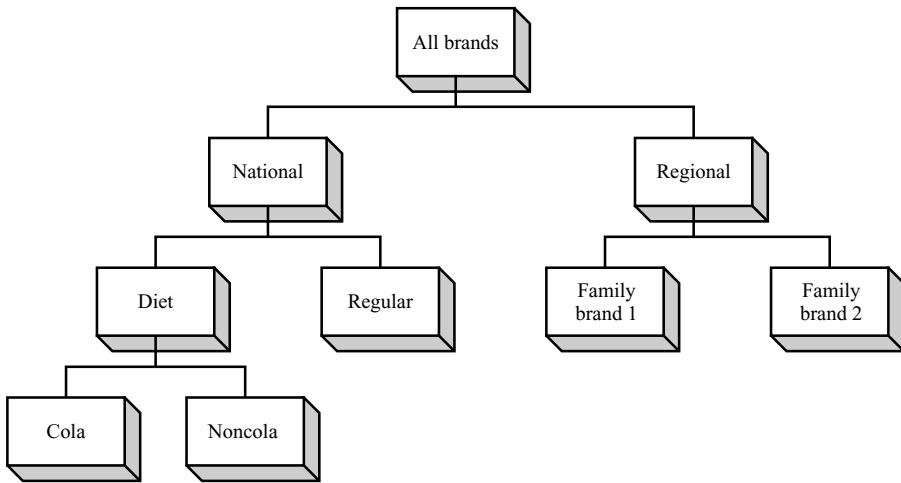 All brands
National
Regional
Diet
Regular
Family
brand 1
Family
brand 2
Cola
Noncola